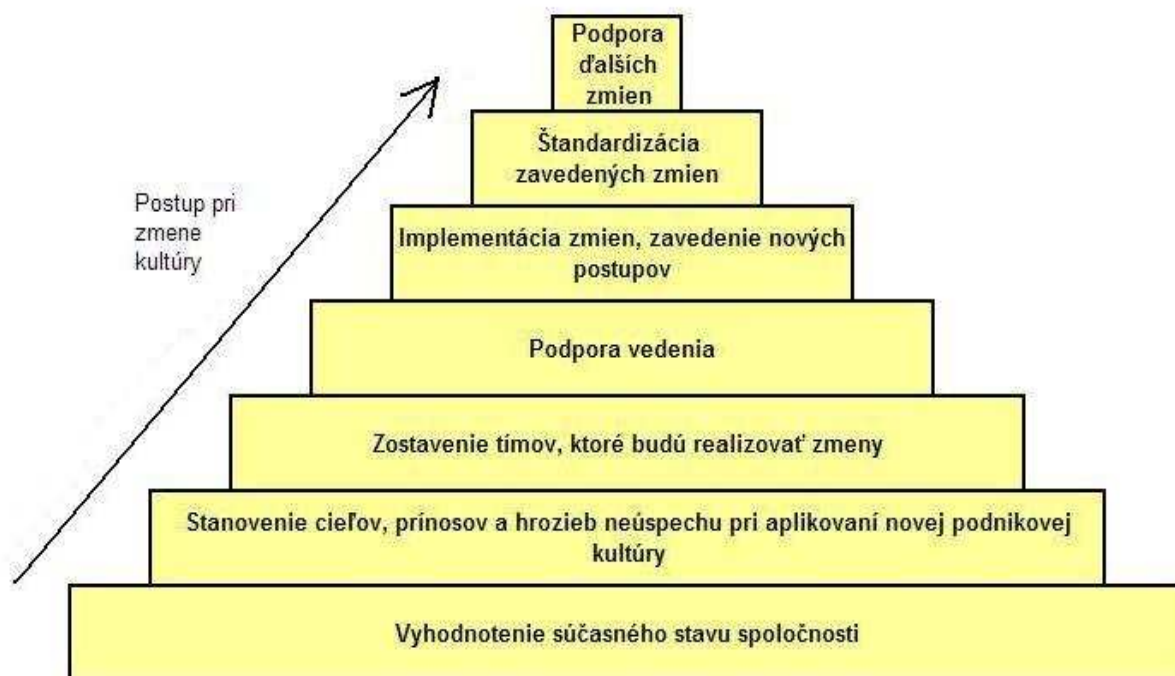 Podpora
ďalších
zmien
Štandardizácia
zavedených zmien
Postup pri
zmene
kultúry
Implementácia zmien, zavedenie nových
postupov
Podpora vedenia
Zostavenie tímov, ktoré budú realizovať zmeny
Stanovenie cieľov, prínosov a hrozieb neúspechu pri aplikovaní novej podnikovej
kultúry
Vyhodnotenie súčasného stavu spoločnosti